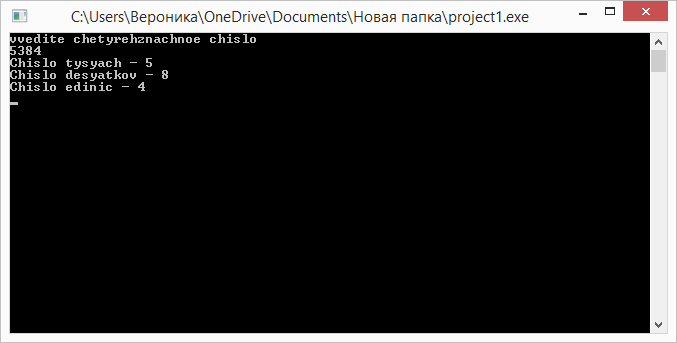 C:\Users\Вероника\OneDrive\Documents\Новая папка\project1.exe
vvedite chetyrehznachnoe chislo
5384
Chislo tysyach - 5
Chislo desyatkov - 8
Chislo edinic - 4